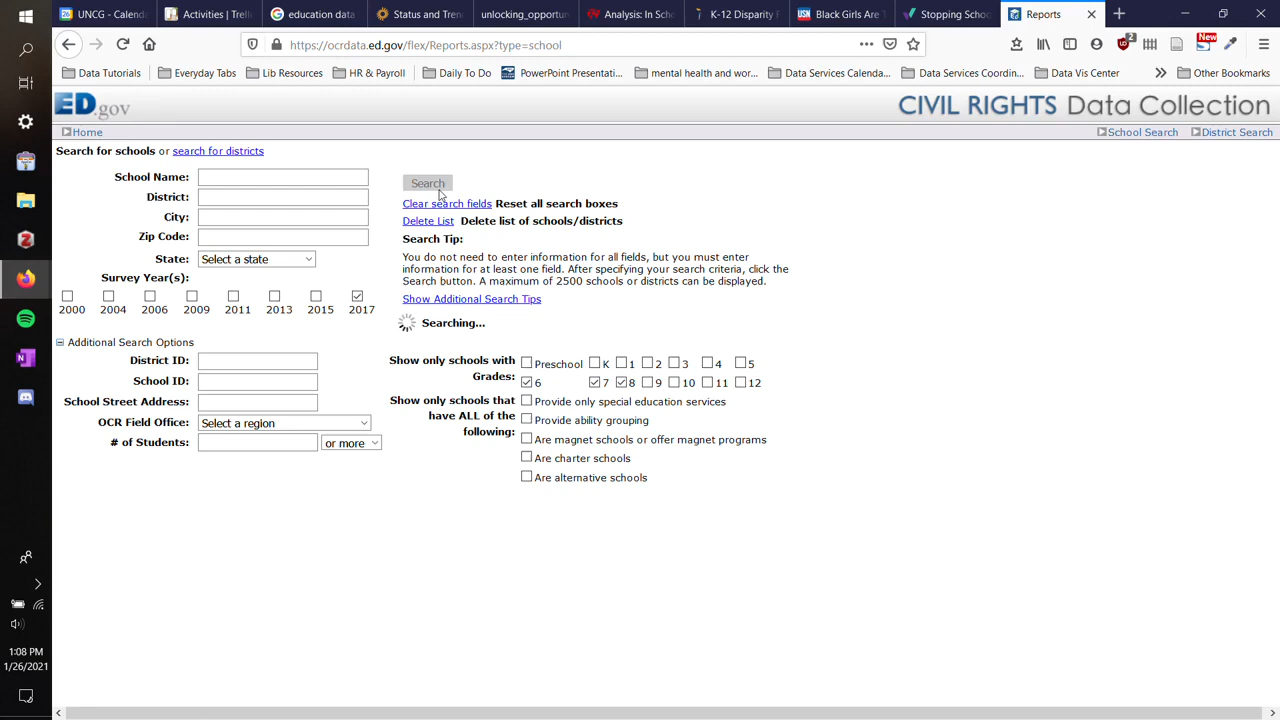 UNCG - Calend
Activities | Trell
education data
Status and Tren
unlocking_opportun
Analysis: In Scho
K-12 Disparity F
Black Girls Are T
Stopping Schoo
Reports
https://ocrdata.ed.gov/flex/Reports.aspx?type=school
2
New
Data Tutorials
Everyday Tabs
Lib Resources
HR & Payroll
Daily To Do
PowerPoint Presentati...
mental health and wor...
Data Services Calenda...
Data Services Coordin...
Data Vis Center
Other Bookmarks
ED.gov
CIVIL RIGHTS Data Collection
Home
School Search
District Search
Search for schools or search for districts
School Name:
District:
City:
Zip Code:
State: Select a state
Survey Year(s):
2000 2004 2006 2009 2011 2013 2015 2017
Search
Clear search fields Reset all search boxes
Delete List Delete list of schools/districts
Search Tip:
You do not need to enter information for all fields, but you must enter
information for at least one field. After specifying your search criteria, click the
Search button. A maximum of 2500 schools or districts can be displayed.
Show Additional Search Tips
Searching...
Additional Search Options
District ID:
School ID:
School Street Address:
OCR Field Office: Select a region
# of Students: or more
Show only schools with
Grades:
Preschool K 1 2 3 4 5
6 7 8 9 10 11 12
Show only schools that
have ALL of the
following:
Provide only special education services
Provide ability grouping
Are magnet schools or offer magnet programs
Are charter schools
Are alternative schools
1:08 PM
1/26/2021